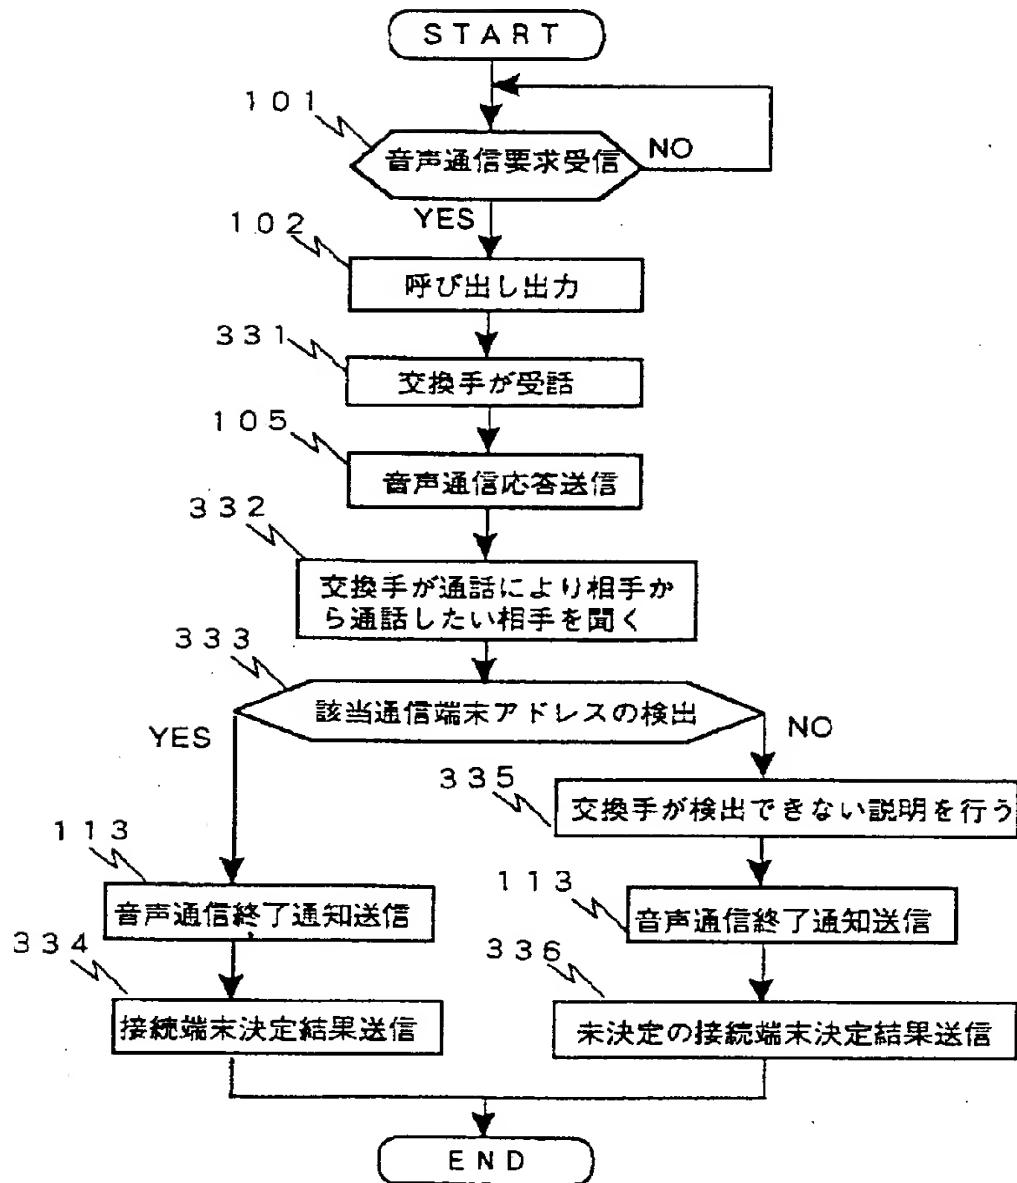 START
101
音声通信要求受信
NO
YES
102
呼び出し出力
331
交換手が受話
105
音声通信応答送信
332
交換手が通話により相手か
ら通話したい相手を聞く
333
該当通信端末アドレスの検出
YES
NO
335
交換手が検出できない説明を行う
113
音声通信終了通知送信
113
音声通信終了通知送信
334
接続端末決定結果送信
336
未決定の接続端末決定結果送信
END